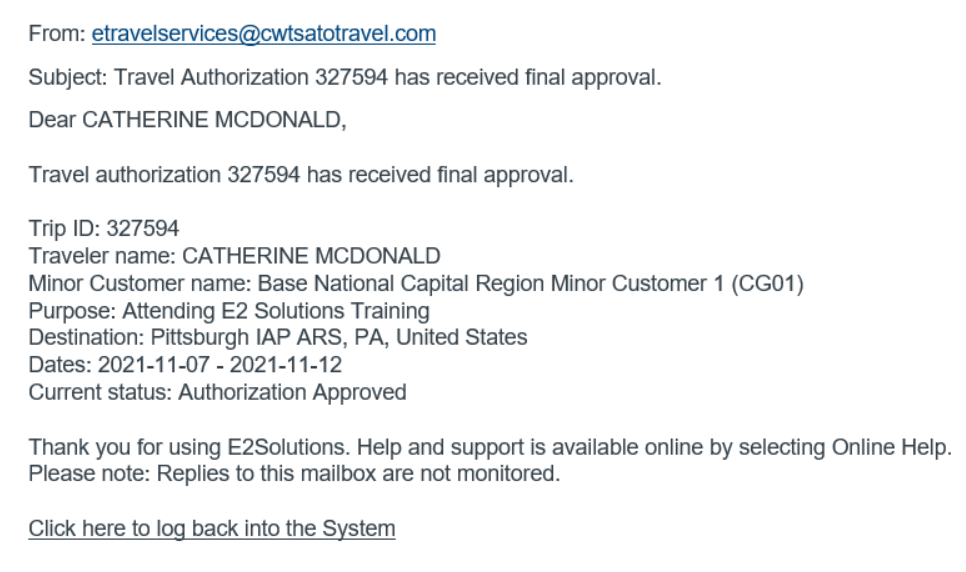 From: etravelservices@cwtsatotravel.com
Subject: Travel Authorization 327594 has received final approval.
Dear CATHERINE MCDONALD,
Travel authorization 327594 has received final approval.
Trip ID: 327594
Traveler name: CATHERINE MCDONALD
Minor Customer name: Base National Capital Region Minor Customer 1 (CG01)
Purpose: Attending E2 Solutions Training
Destination: Pittsburgh IAP ARS, PA, United States
Dates: 2021-11-07 - 2021-11-12
Current status: Authorization Approved
Thank you for using E2Solutions. Help and support is available online by selecting Online Help.
Please note: Replies to this mailbox are not monitored.
Click here to log back into the System